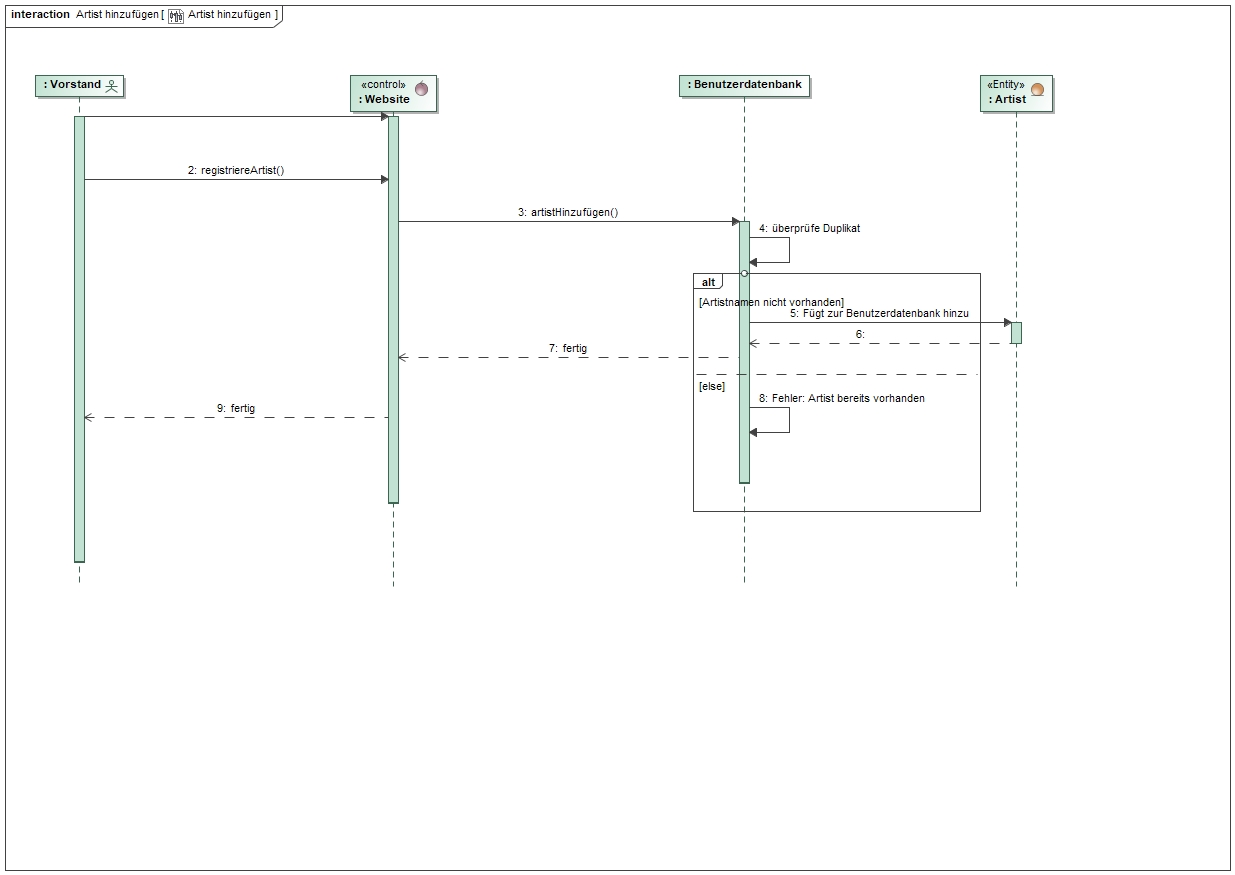 interaction Artist hinzufügen [ Artist hinzufügen ]
: Vorstand
«control»
: Website
: Benutzerdatenbank
«Entity»
: Artist
2: registriereArtist()
3: artistHinzufügen()
4: überprüfe Duplikat
alt
[Artistnamen nicht vorhanden]
5: Fügt zur Benutzerdatenbank hinzu
6:
7: fertig
[else]
8: Fehler: Artist bereits vorhanden
9: fertig